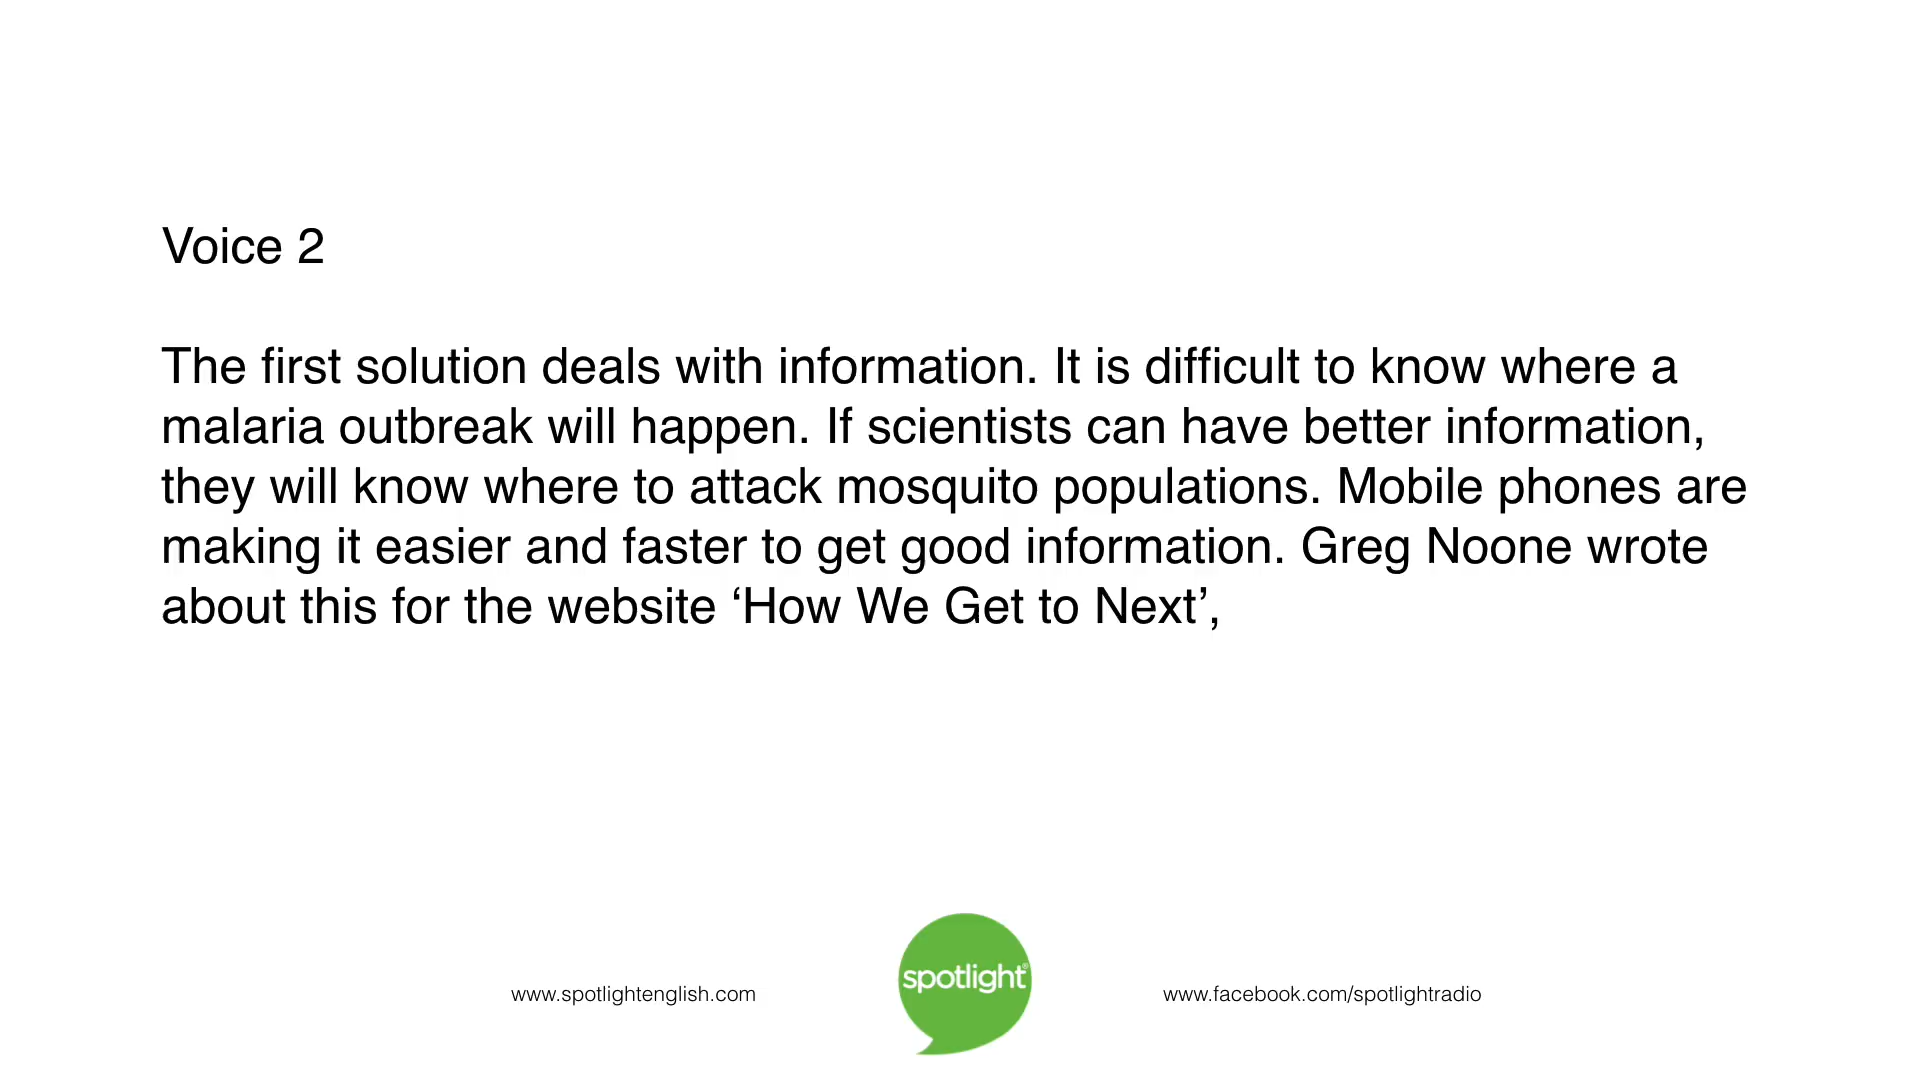 Voice 2
The first solution deals with information. It is difficult to know where a
malaria outbreak will happen. If scientists can have better information,
they will know where to attack mosquito populations. Mobile phones are
making it easier and faster to get good information. Greg Noone wrote
about this for the website ‘How We Get to Next’,
www.spotlightenglish.com
spotlight®
www.facebook.com/spotlightradio